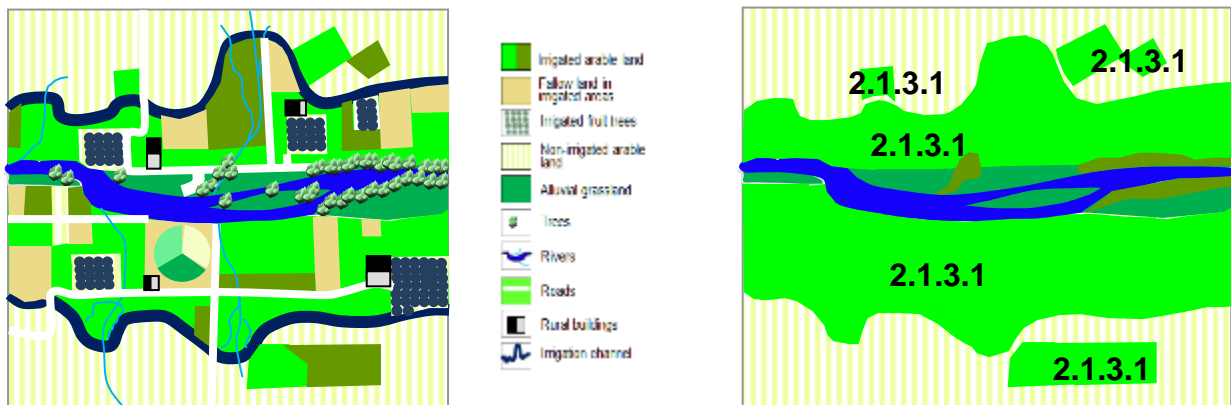 Irrigated arable land
Fallow land in
irrigated areas
Irrigated fruit trees
Non-irrigated arable
land
Alluvial grassland
Trees
Rivers
Roads
Rural buildings
Irrigation channel
2.1.3.1
2.1.3.1
2.1.3.1
2.1.3.1
2.1.3.1